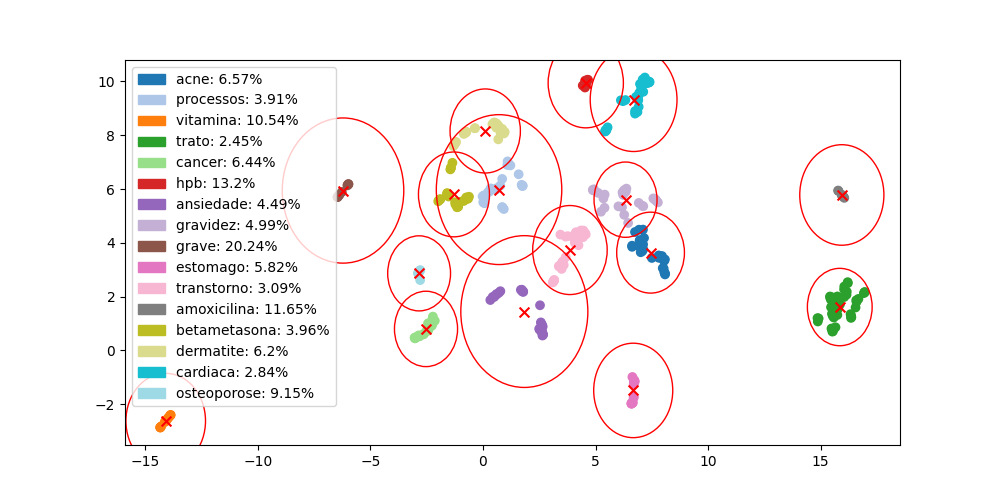 acne: 6.57%
processos: 3.91%
vitamina: 10.54%
trato: 2.45%
cancer: 6.44%
hpb: 13.2%
ansiedade: 4.49%
gravidez: 4.99%
grave: 20.24%
estomago: 5.82%
transtorno: 3.09%
amoxicilina: 11.65%
betametasona: 3.96%
dermatite: 6.2%
cardiaca: 2.84%
osteoporose: 9.15%
10
8
6
4
2
0
−2
−15 −10 −5 0 5 10 15